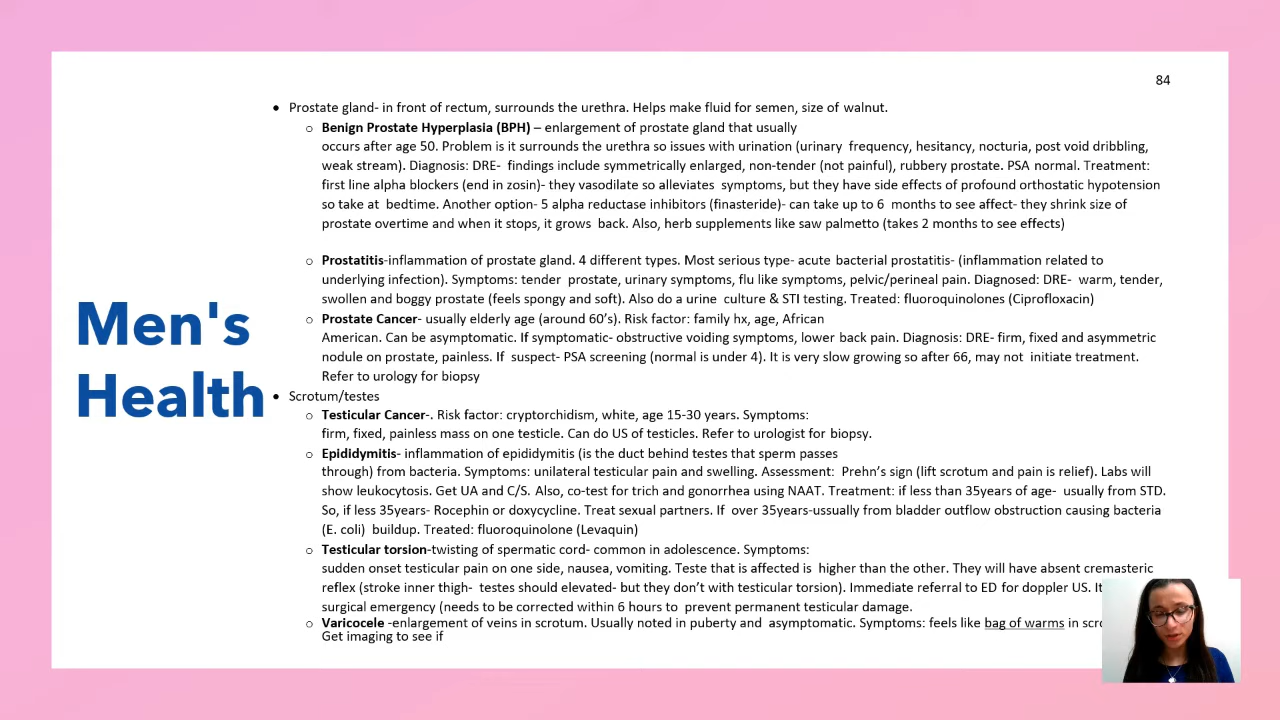 84
Men's
Health
• Prostate gland- in front of rectum, surrounds the urethra. Helps make fluid for semen, size of walnut.
o Benign Prostate Hyperplasia (BPH) – enlargement of prostate gland that usually
occurs after age 50. Problem is it surrounds the urethra so issues with urination (urinary frequency, hesitancy, nocturia, post void dribbling,
weak stream). Diagnosis: DRE- findings include symmetrically enlarged, non-tender (not painful), rubbery prostate. PSA normal. Treatment:
first line alpha blockers (end in zosin)- they vasodilate so alleviates symptoms, but they have side effects of profound orthostatic hypotension
so take at bedtime. Another option- 5 alpha reductase inhibitors (finasteride)- can take up to 6 months to see affect- they shrink size of
prostate overtime and when it stops, it grows back. Also, herb supplements like saw palmetto (takes 2 months to see effects)
o Prostatitis-inflammation of prostate gland. 4 different types. Most serious type- acute bacterial prostatitis- (inflammation related to
underlying infection). Symptoms: tender prostate, urinary symptoms, flu like symptoms, pelvic/perineal pain. Diagnosed: DRE- warm, tender,
swollen and boggy prostate (feels spongy and soft). Also do a urine culture & STI testing. Treated: fluoroquinolones (Ciprofloxacin)
o Prostate Cancer- usually elderly age (around 60's). Risk factor: family hx, age, African
American. Can be asymptomatic. If symptomatic- obstructive voiding symptoms, lower back pain. Diagnosis: DRE- firm, fixed and asymmetric
nodule on prostate, painless. If suspect- PSA screening (normal is under 4). It is very slow growing so after 66, may not initiate treatment.
Refer to urology for biopsy
• Scrotum/testes
o Testicular Cancer-. Risk factor: cryptorchidism, white, age 15-30 years. Symptoms:
firm, fixed, painless mass on one testicle. Can do US of testicles. Refer to urologist for biopsy.
o Epididymitis- inflammation of epididymitis (is the duct behind testes that sperm passes
through) from bacteria. Symptoms: unilateral testicular pain and swelling. Assessment: Prehn's sign (lift scrotum and pain is relief). Labs will
show leukocytosis. Get UA and C/S. Also, co-test for trich and gonorrhea using NAAT. Treatment: if less than 35years of age- usually from STD.
So, if less 35years- Rocephin or doxycycline. Treat sexual partners. If over 35years-ussually from bladder outflow obstruction causing bacteria
(E. coli) buildup. Treated: fluoroquinolone (Levaquin)
o Testicular torsion-twisting of spermatic cord- common in adolescence. Symptoms:
sudden onset testicular pain on one side, nausea, vomiting. Teste that is affected is higher than the other. They will have absent cremasteric
reflex (stroke inner thigh- testes should elevated- but they don't with testicular torsion). Immediate referral to ED for doppler US. It
surgical emergency (needs to be corrected within 6 hours to prevent permanent testicular damage.
o Varicocele -enlargement of veins in scrotum. Usually noted in puberty and asymptomatic. Symptoms: feels like bag of warms in
Get imaging to see if